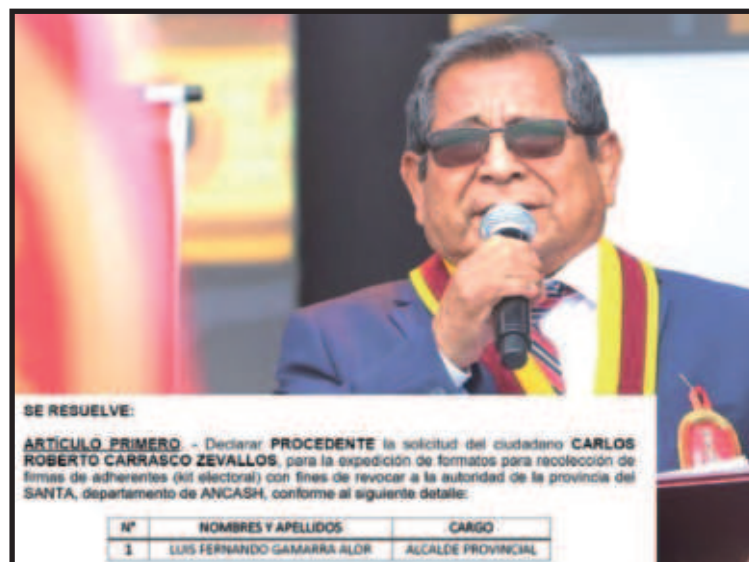 SE RESUELVE:
ARTÍCULO PRIMERO. - Declarar PROCEDENTE la solicitud del ciudadano CARLOS
ROBERTO CARRASCO ZEVALLOS, para la expedición de formatos para recolección de
firmas de adherentes (kit electoral) con fines de revocar a la autoridad de la provincia del
SANTA, departamento de ANCASH, conforme al siguiente detalle:
N° NOMBRES Y APELLIDOS CARGO
1 LUIS FERNANDO GAMARRA ALOR ALCALDE PROVINCIAL